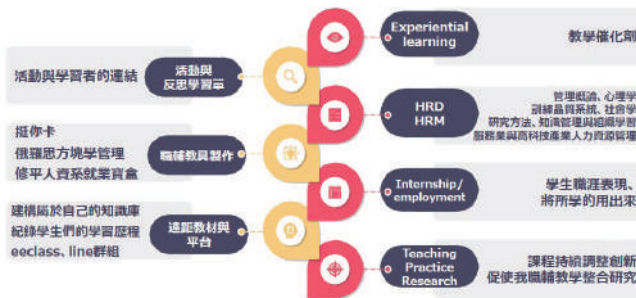 Experiential
learning
教學催化劑
活動與學習者的連結
活動與
反思學習單
HRD
HRM
管理概論、心理學
訓練品質系統、社會學
研究方法、知識管理與組織學習
服務業與高科技產業人力資源管理
挺你卡
俄羅思方塊學管理
修平人資系就業寶盒
職輔教具製作
Internship/
employment
學生職涯表現、
將所學的用出來
建構屬於自己的知識庫
紀錄學生們的學習歷程
eeclass、line群組
遠距教材與
平台
Teaching
Practice
Research
課程持續調整創新
促使我職輔教學整合研究